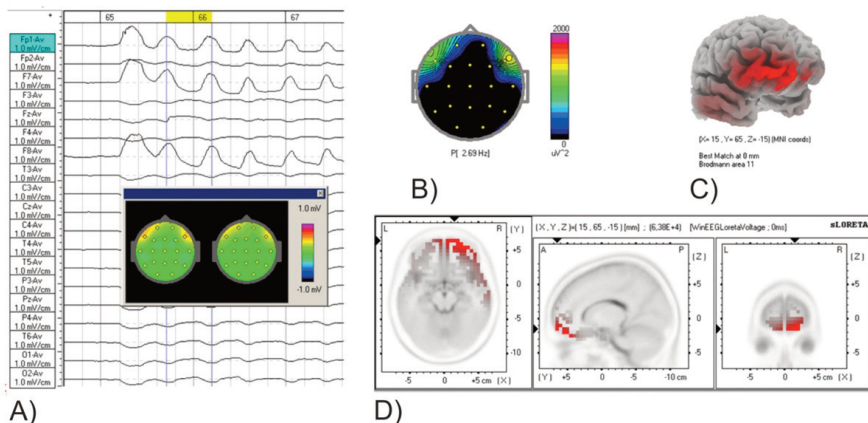 65 66 67
Fp1-Av
1.0 mV/cm
Fp2-Av
1.0 mV/cm
F7-Av
1.0 mV/cm
F3-Av
1.0 mV/cm
Fz-Av
1.0 mV/cm
F4-Av
1.0 mV/cm
F8-Av
1.0 mV/cm
T3-Av
1.0 mV/cm
C3-Av
1.0 mV/cm
Cz-Av
1.0 mV/cm
C4-Av
1.0 mV/cm
T4-Av
1.0 mV/cm
T5-Av
1.0 mV/cm
P3-Av
1.0 mV/cm
Pz-Av
1.0 mV/cm
P4-Av
1.0 mV/cm
T6-Av
1.0 mV/cm
O1-Av
1.0 mV/cm
O2-Av
1.0 mV/cm
1.0 mV
-1.0 mV
A)
2000
0
uV^2
P[ 2.69 Hz]
B)
C)
[X= 15 , Y= 65 , Z= -15) (MNI coords)
Best Match at 0 mm
Brodmann area 11
L R (Y)
+5
0
-5
-10
-5 0 +5 cm (X)
(X , Y , Z )=( 15 , 65 , -15 ) [mm] ; (6,38E+4) [WinEEGLoretaVoltage ; 0ms] sLORETA
A P (Z)
+5
0
-5
(Y) +5 0 -5 -10 cm
L R (Z)
+5
0
-5
-5 0 +5 cm (X)
D)